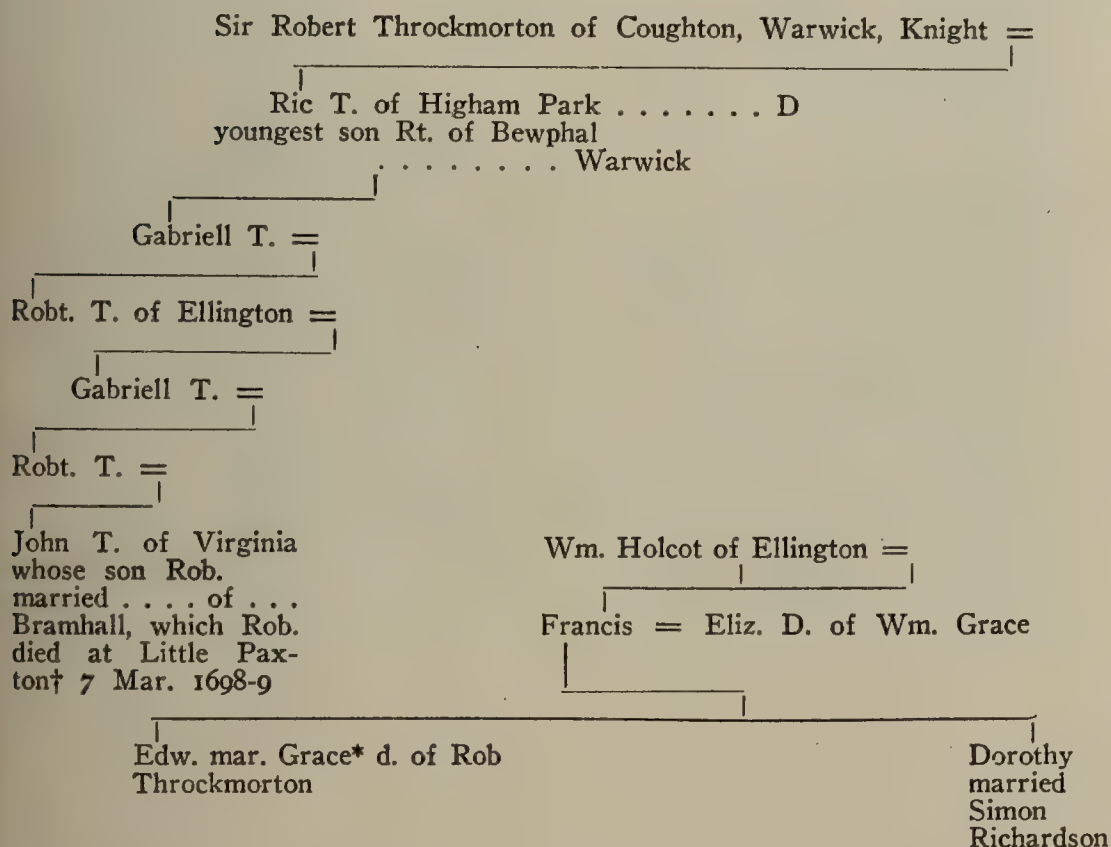 Sir Robert Throckmorton of Coughton, Warwick, Knight =
Ric T. of Higham Park . . . . . . . D
youngest son Rt. of Bewphal
. . . . . . . . Warwick
Gabriell T. =
Robt. T. of Ellington =
Gabriell T. =
Robt. T. =
John T. of Virginia
whose son Rob.
married . . . . of . . .
Bramhall, which Rob.
died at Little Pax-
ton† 7 Mar. 1698-9
Wm. Holcot of Ellington =
Francis = Eliz. D. of Wm. Grace
Edw. mar. Grace* d. of Rob
Throckmorton
Dorothy
married
Simon
Richardson